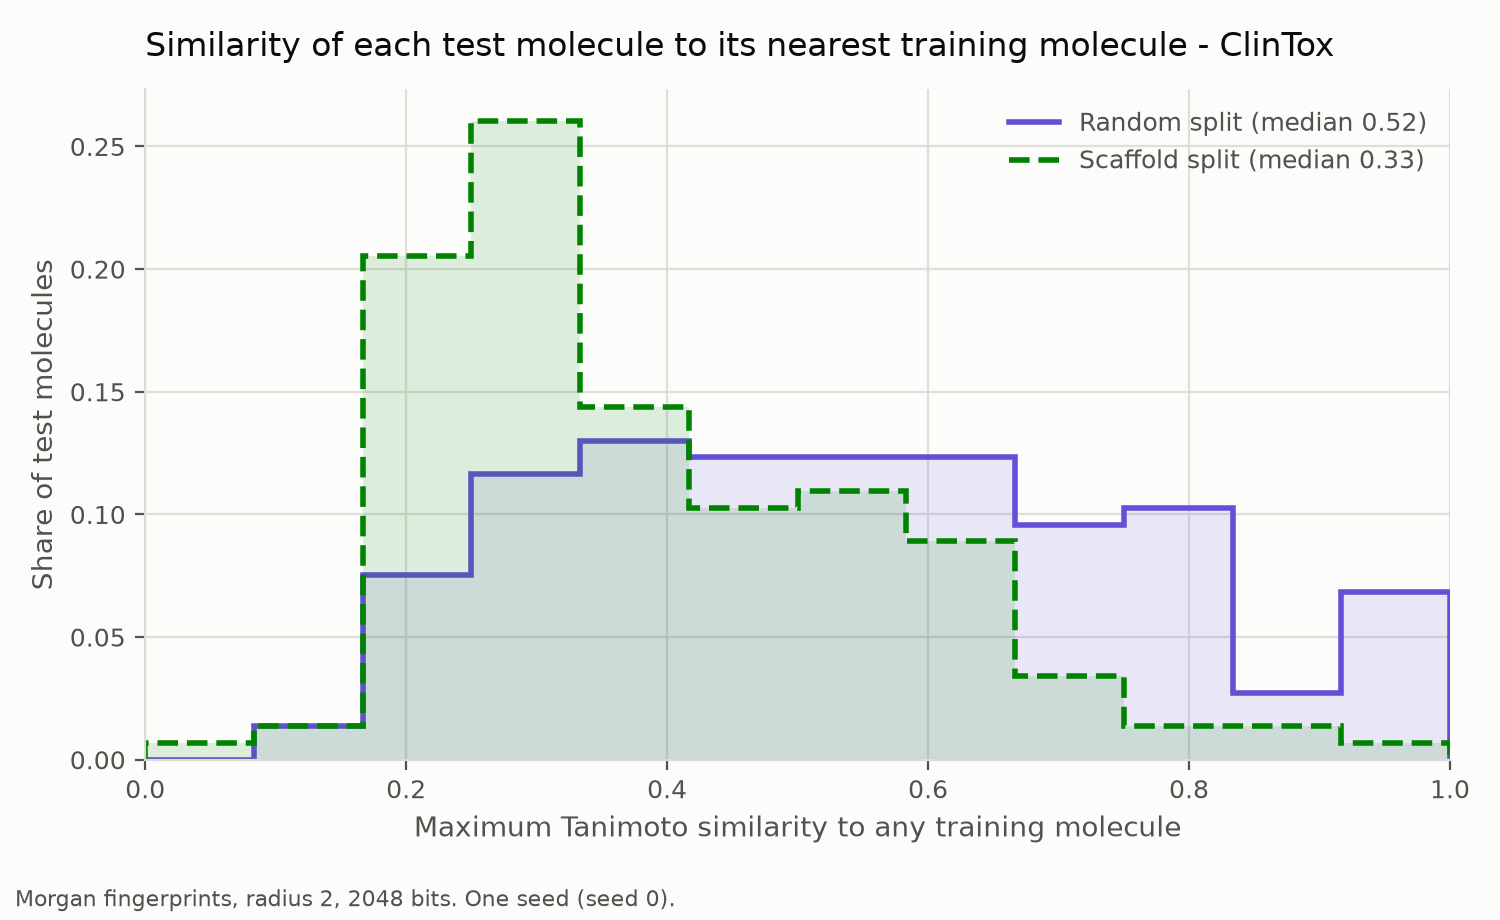 Similarity of each test molecule to its nearest training molecule - ClinTox
Random split (median 0.52)
Scaffold split (median 0.33)
Share of test molecules
0.25
0.20
0.15
0.10
0.05
0.00
0.0 0.2 0.4 0.6 0.8 1.0
Maximum Tanimoto similarity to any training molecule
Morgan fingerprints, radius 2, 2048 bits. One seed (seed 0).